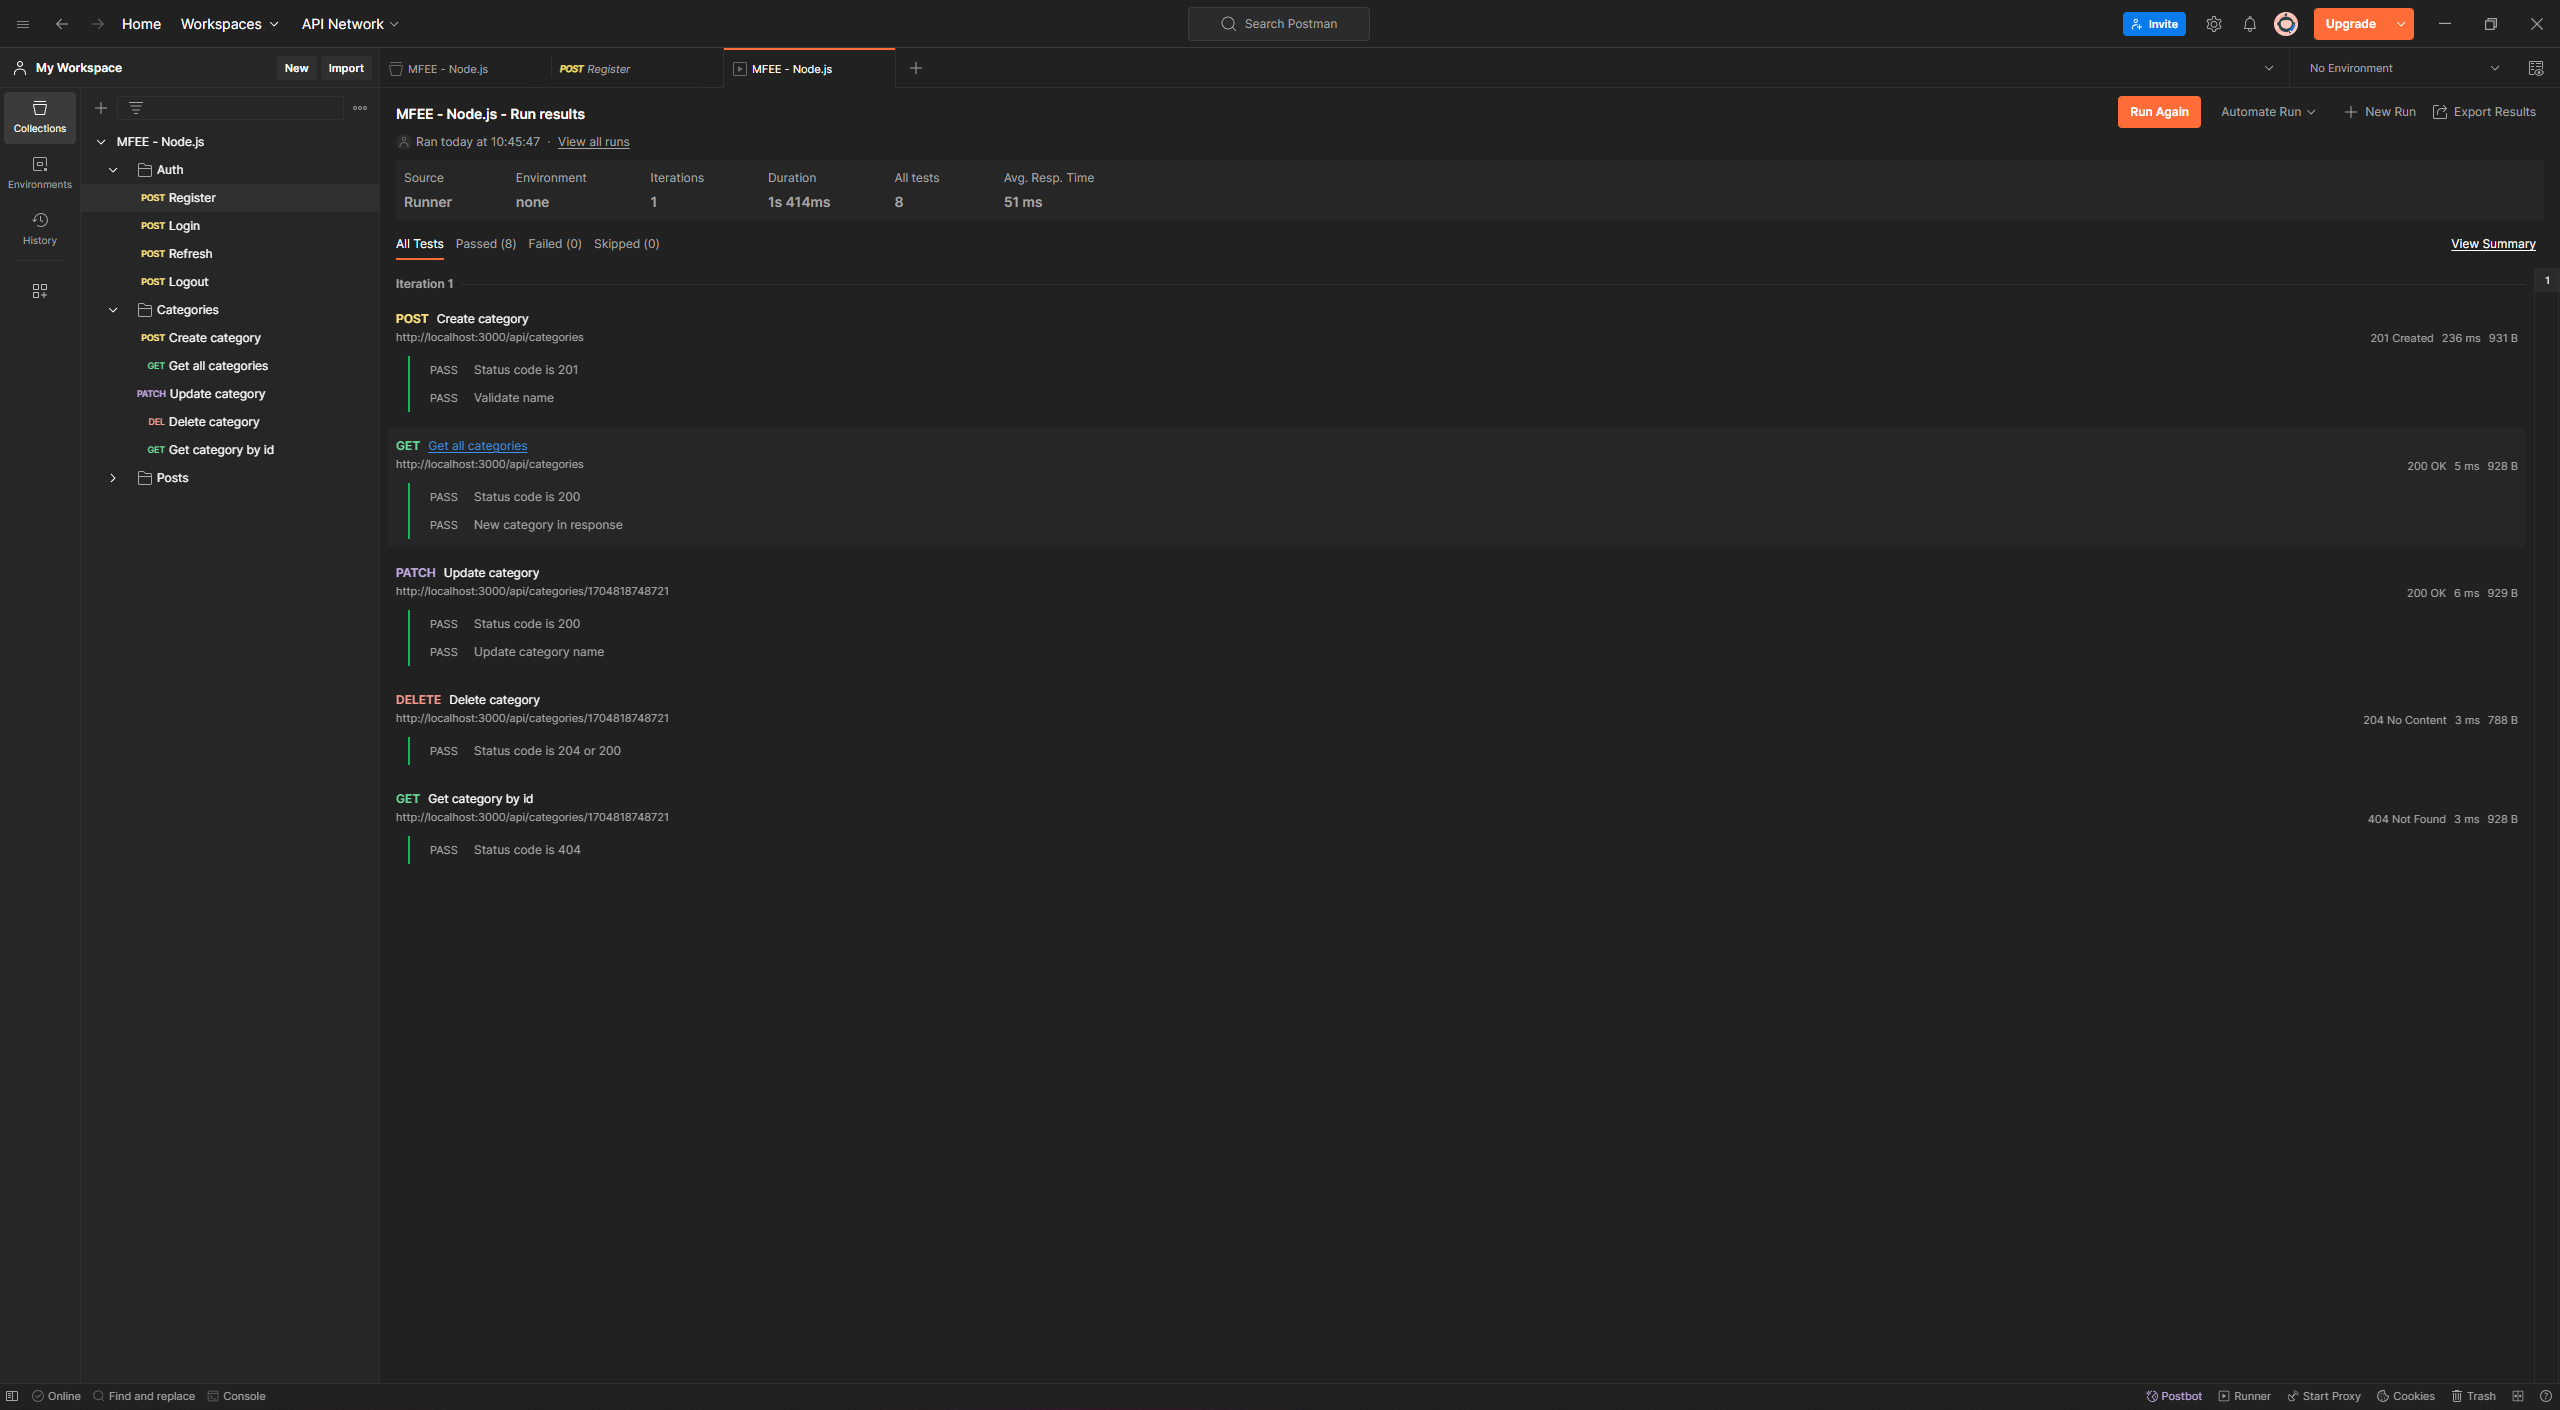 Home Workspaces API Network Search Postman Invite Upgrade
My Workspace New Import MFEE - Node.js POST Register MFEE - Node.js No Environment
Collections
Environments
History
MFEE - Node.js
Auth
POST Register
POST Login
POST Refresh
POST Logout
Categories
POST Create category
GET Get all categories
PATCH Update category
DEL Delete category
GET Get category by id
Posts
MFEE - Node.js - Run results
Run Again Automate Run New Run Export Results
Ran today at 10:45:47 · View all runs
Source Environment Iterations Duration All tests Avg. Resp. Time
Runner none 1 1s 414ms 8 51 ms
All Tests Passed (8) Failed (0) Skipped (0) View Summary
Iteration 1
1
POST Create category
http://localhost:3000/api/categories
201 Created 236 ms 931 B
PASS Status code is 201
PASS Validate name
GET Get all categories
http://localhost:3000/api/categories
200 OK 5 ms 928 B
PASS Status code is 200
PASS New category in response
PATCH Update category
http://localhost:3000/api/categories/1704818748721
200 OK 6 ms 929 B
PASS Status code is 200
PASS Update category name
DELETE Delete category
http://localhost:3000/api/categories/1704818748721
204 No Content 3 ms 788 B
PASS Status code is 204 or 200
GET Get category by id
http://localhost:3000/api/categories/1704818748721
404 Not Found 3 ms 928 B
PASS Status code is 404
Online Find and replace Console Postbot Runner Start Proxy Cookies Trash